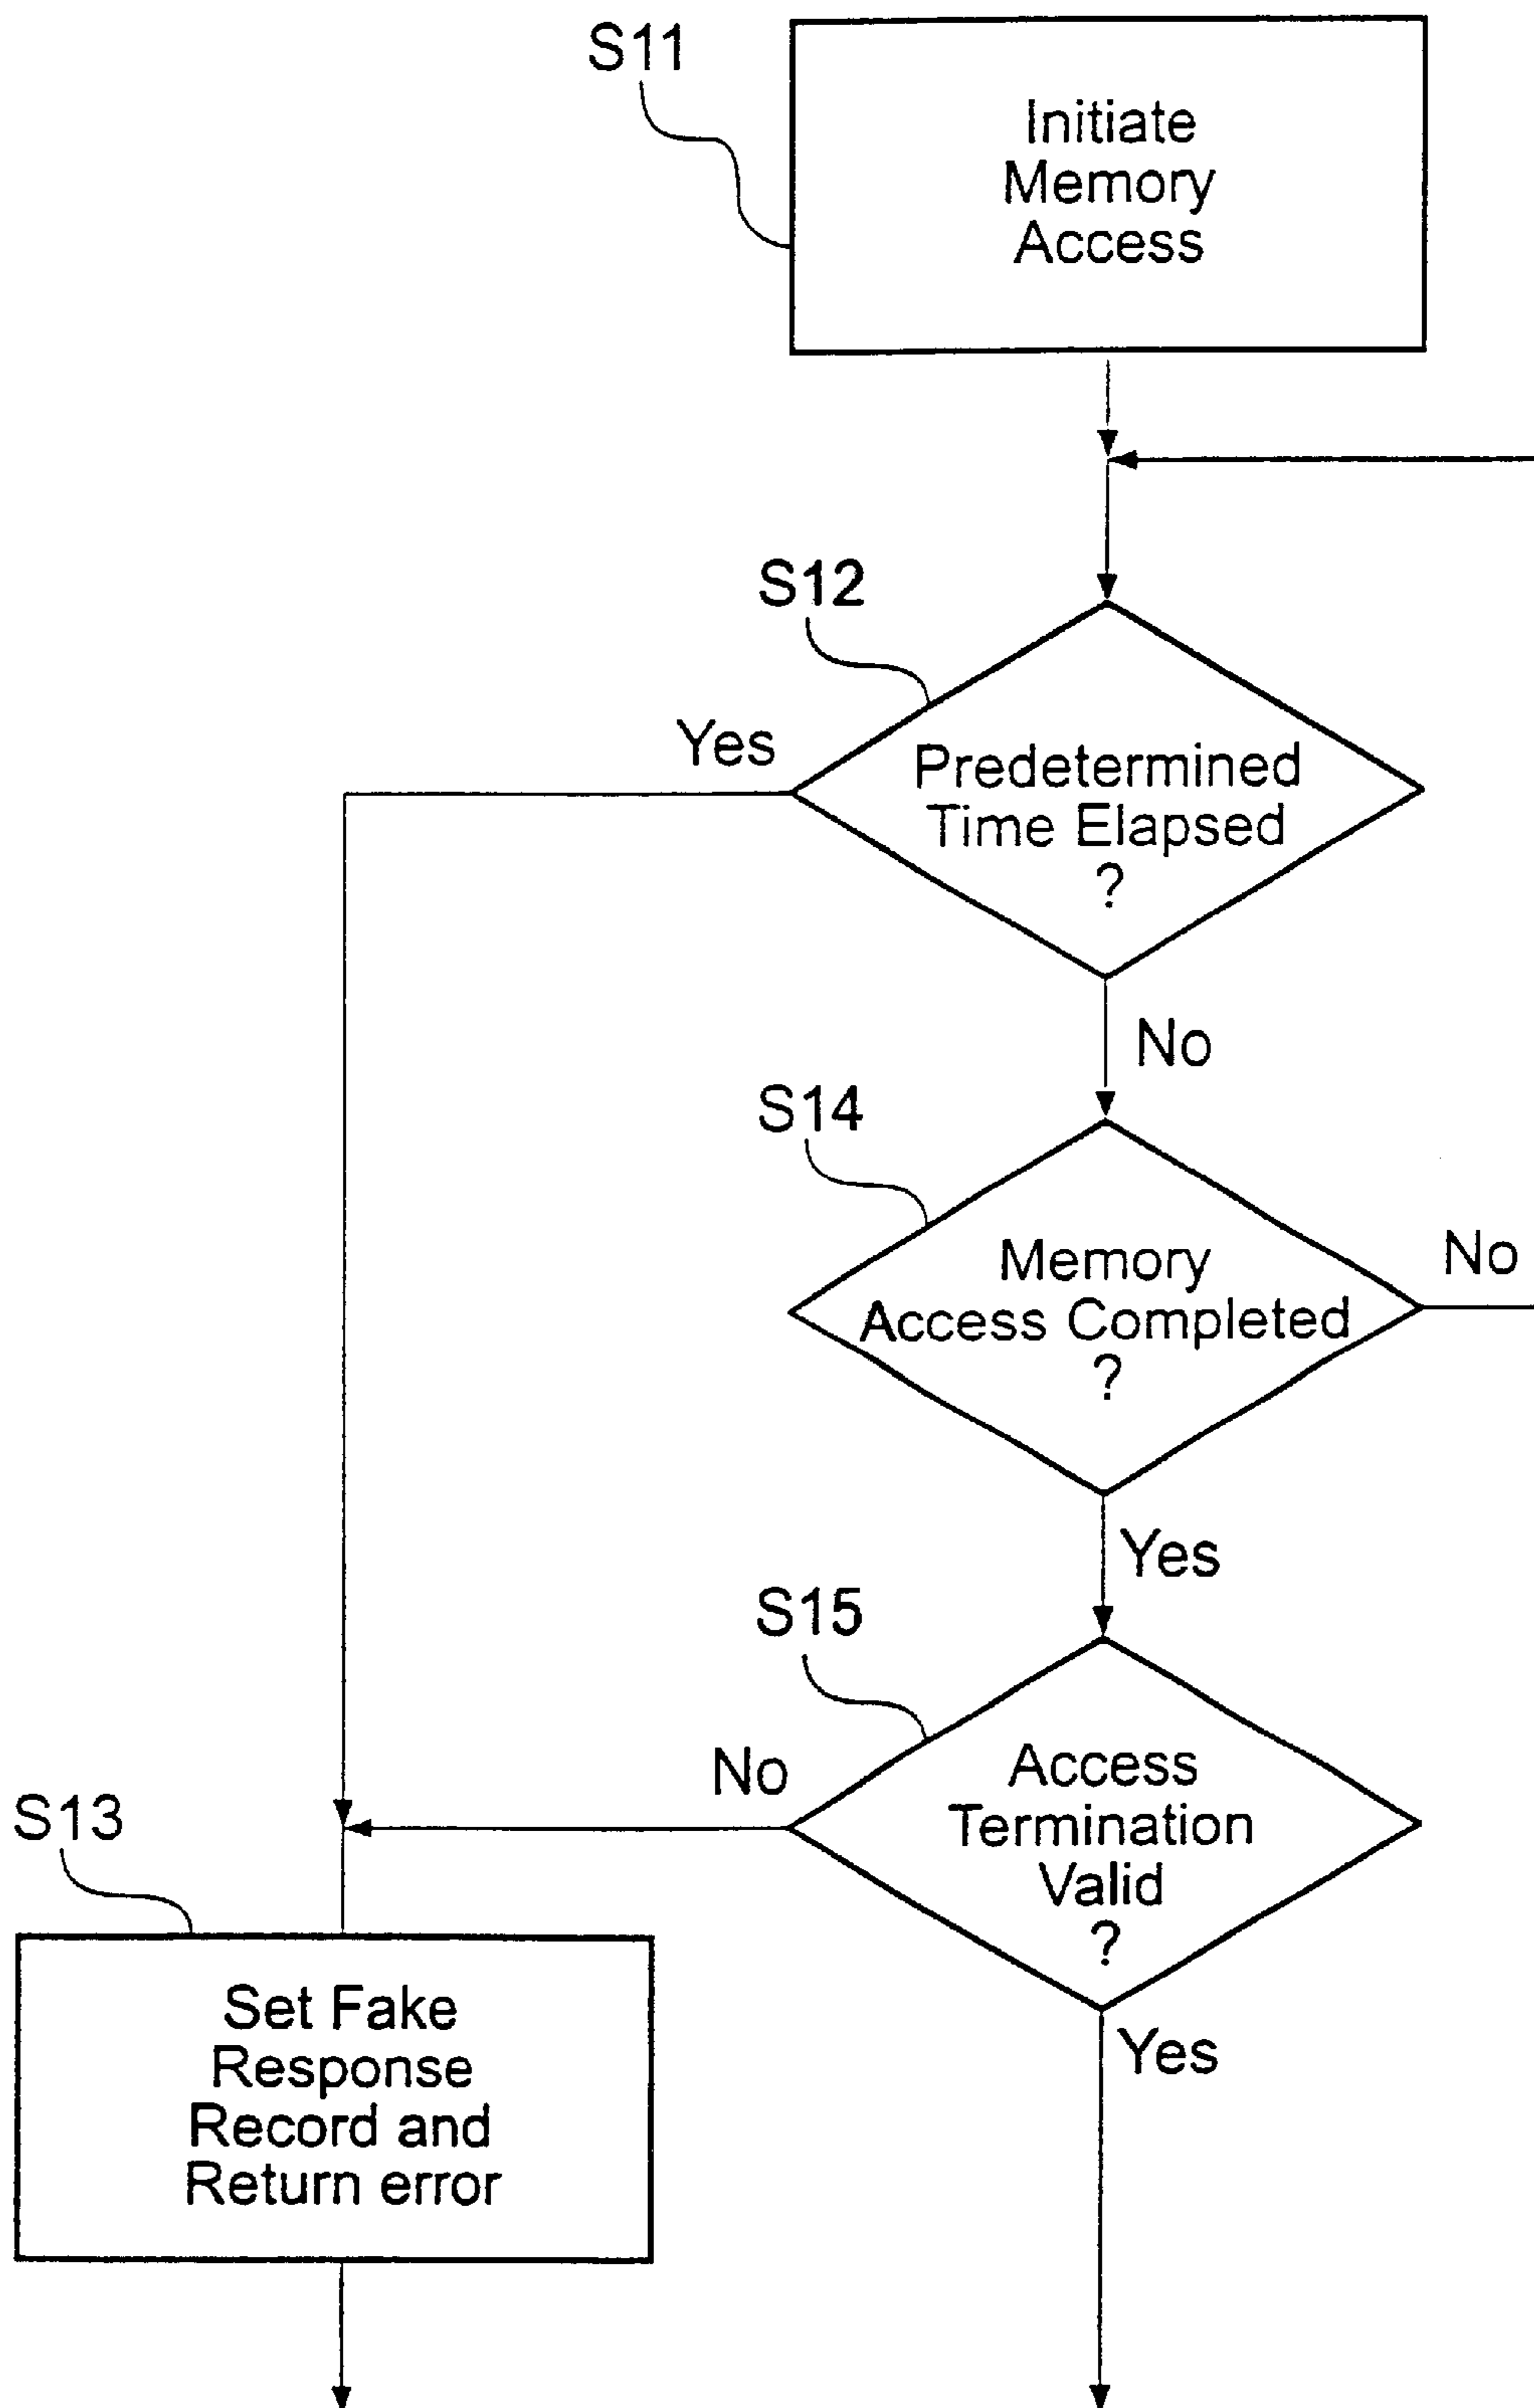 S11
Initiate
Memory
Access
S12
Yes
Predetermined
Time Elapsed
?
No
S14
Memory
Access Completed
?
No
Yes
S15
No
Access
Termination
Valid
?
S13
Set Fake
Response
Record and
Return error
Yes